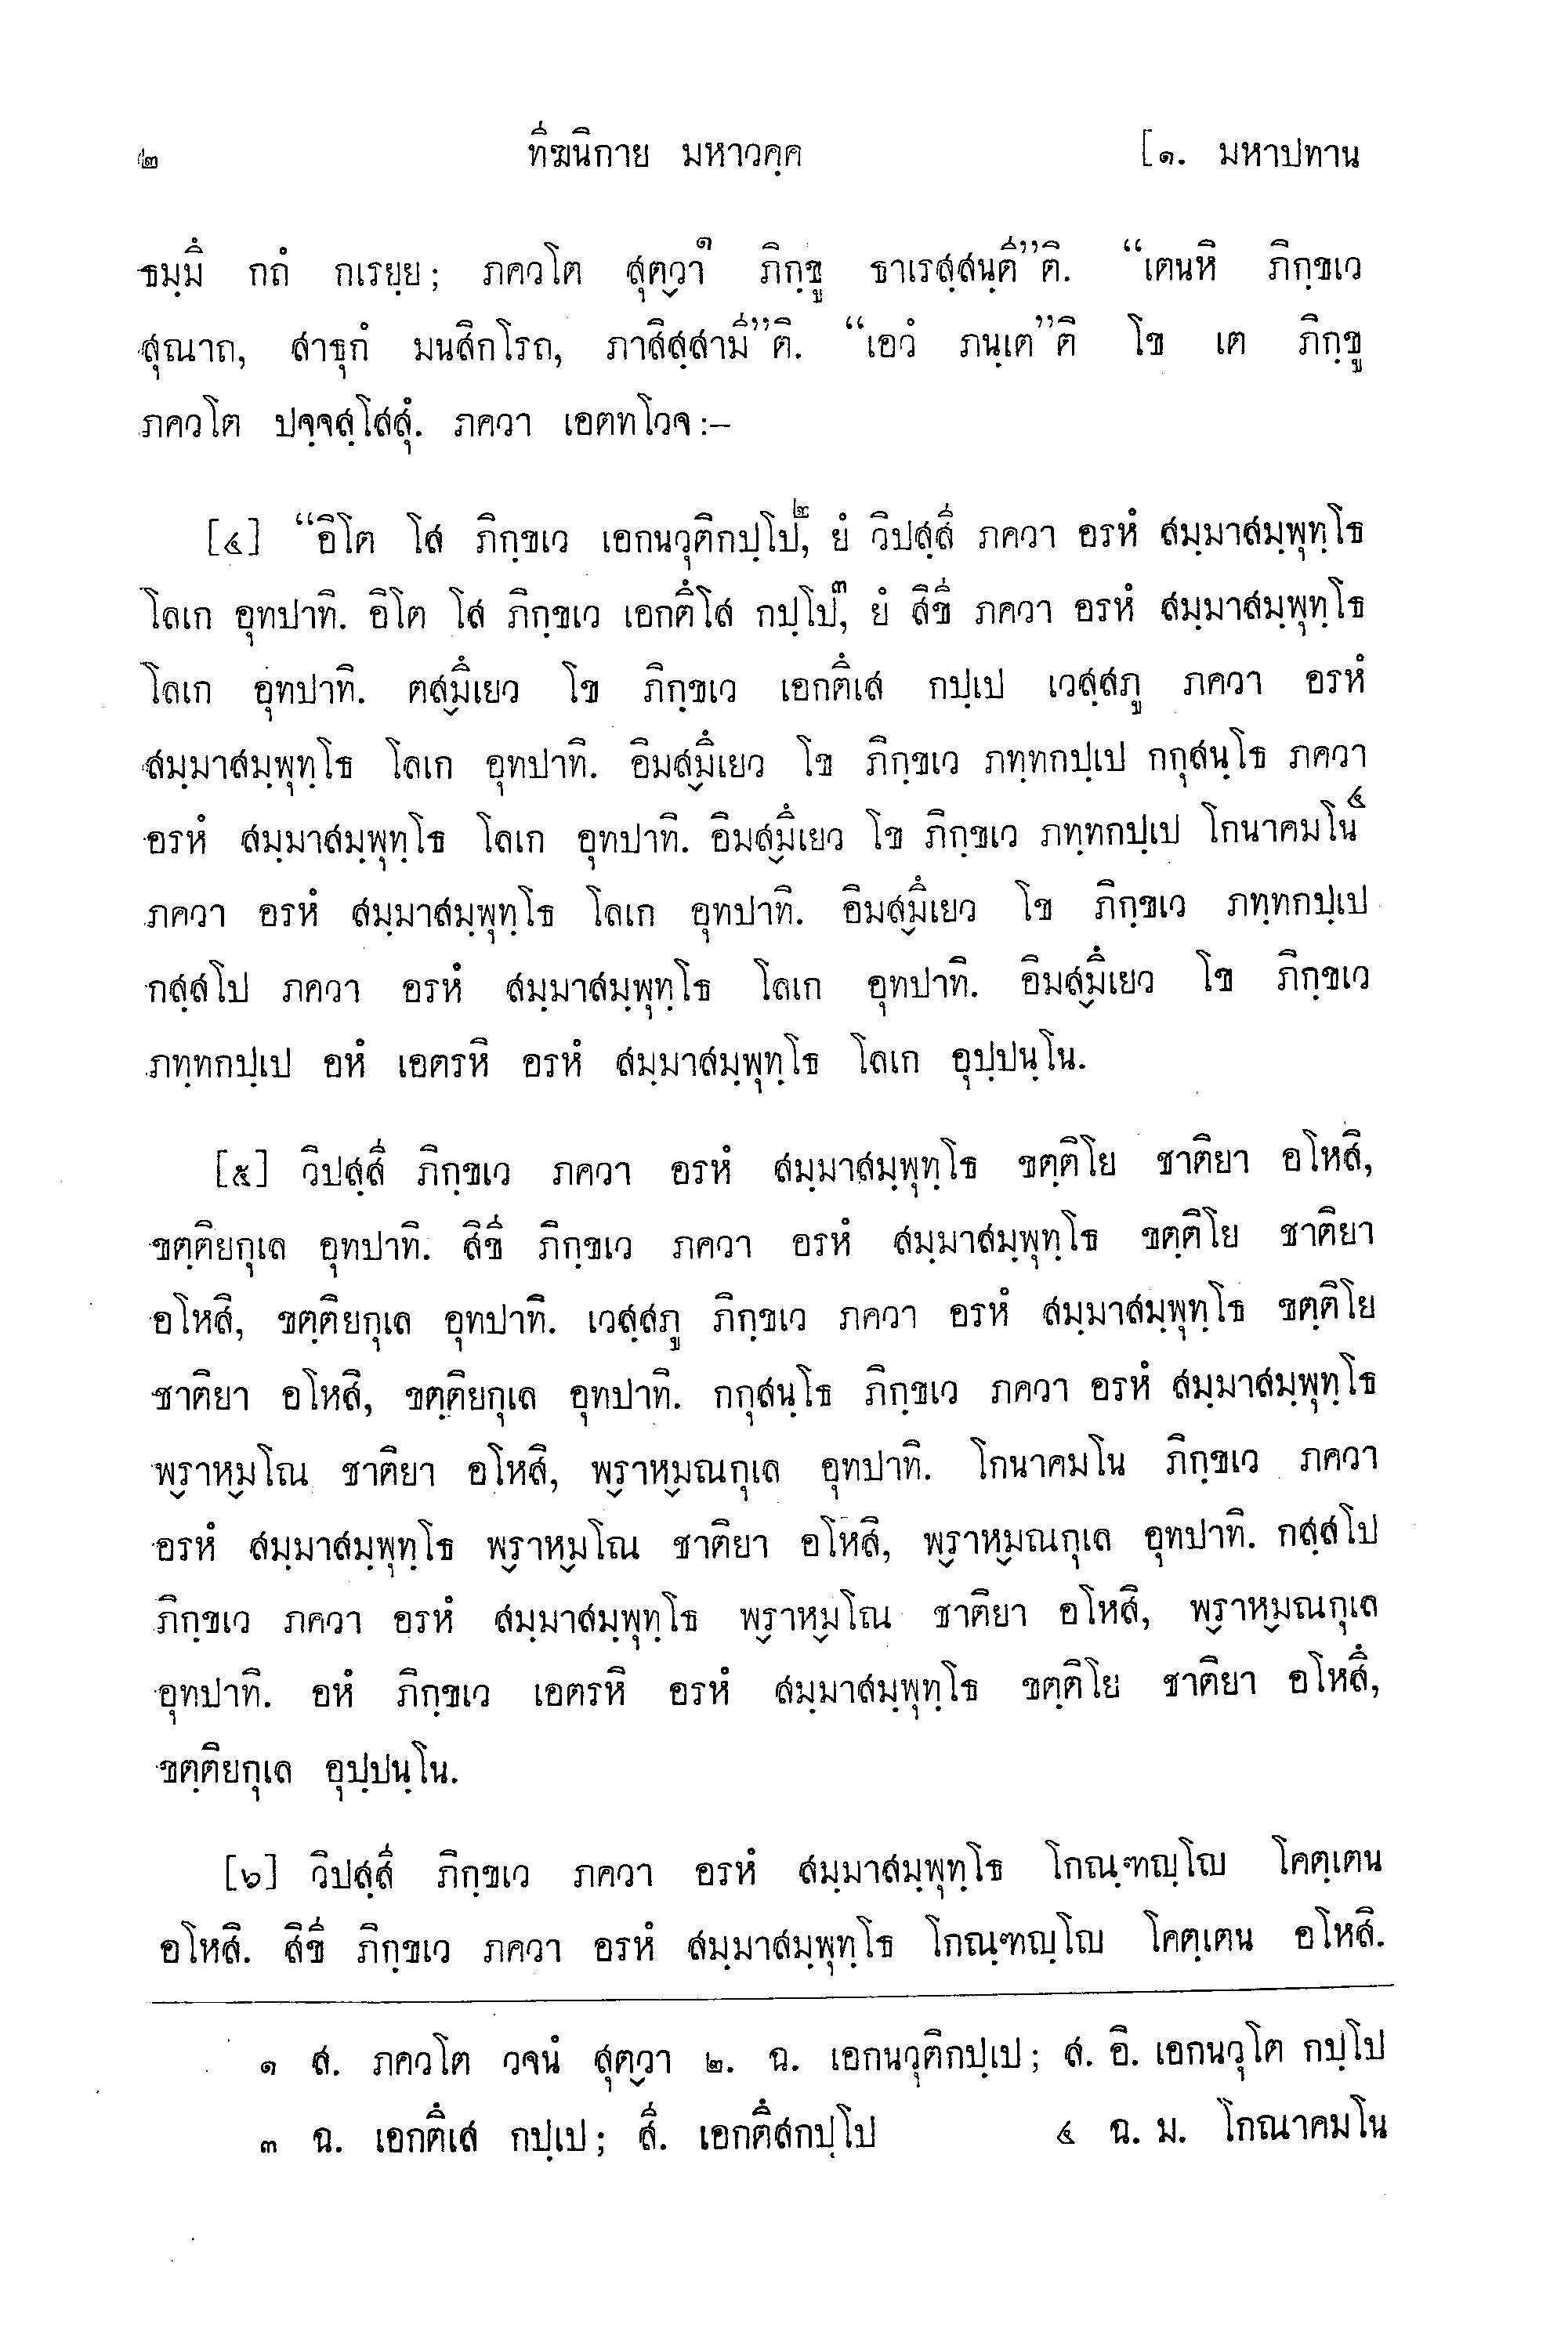 ๒ ทีฆนิกาย มหาวคฺค [๑. มหาปทาน
ธมฺมึ กถํ กเรยฺย; ภควโต สุตฺวา๑ ภิกฺขู ธาเรสฺสนฺตี”ติ. “เตนหิ ภิกฺขเว
สุณาถ, สาธุกํ มนสิกโรถ, ภาสิสฺสามี”ติ. “เอวํ ภนฺเต”ติ โข เต ภิกฺขู
ภควโต ปจฺจสฺโสสุํ. ภควา เอตทโวจ:–
[๔] “อิโต โส ภิกฺขเว เอกนวุติกปฺโป๒, ยํ วิปสฺสี ภควา อรหํ สมฺมาสมฺพุทฺโธ
โลเก อุทปาทิ. อิโต โส ภิกฺขเว เอกตึโส กปฺโป๓, ยํ สิขี ภควา อรหํ สมฺมาสมฺพุทฺโธ
โลเก อุทปาทิ. ตสฺมึเยว โข ภิกฺขเว เอกตึเส กปฺเป เวสฺสภู ภควา อรหํ
สมฺมาสมฺพุทฺโธ โลเก อุทปาทิ. อิมสฺมึเยว โข ภิกฺขเว ภทฺทกปฺเป กกุสนฺโธ ภควา
อรหํ สมฺมาสมฺพุทฺโธ โลเก อุทปาทิ. อิมสฺมึเยว โข ภิกฺขเว ภทฺทกปฺเป โกนาคมโน๔
ภควา อรหํ สมฺมาสมฺพุทฺโธ โลเก อุทปาทิ. อิมสฺมึเยว โข ภิกฺขเว ภทฺทกปฺเป
กสฺสโป ภควา อรหํ สมฺมาสมฺพุทฺโธ โลเก อุทปาทิ. อิมสฺมึเยว โข ภิกฺขเว
ภทฺทกปฺเป อหํ เอตรหิ อรหํ สมฺมาสมฺพุทฺโธ โลเก อุปฺปนฺโน.
[๕] วิปสฺสี ภิกฺขเว ภควา อรหํ สมฺมาสมฺพุทฺโธ ขตฺติโย ชาติยา อโหสิ,
ขตฺติยกุเล อุทปาทิ. สิขี ภิกฺขเว ภควา อรหํ สมฺมาสมฺพุทฺโธ ขตฺติโย ชาติยา
อโหสิ, ขตฺติยกุเล อุทปาทิ. เวสฺสภู ภิกฺขเว ภควา อรหํ สมฺมาสมฺพุทฺโธ ขตฺติโย
ชาติยา อโหสิ, ขตฺติยกุเล อุทปาทิ. กกุสนฺโธ ภิกฺขเว ภควา อรหํ สมฺมาสมฺพุทฺโธ
พฺราหฺมโณ ชาติยา อโหสิ, พฺราหฺมณกุเล อุทปาทิ. โกนาคมโน ภิกฺขเว ภควา
อรหํ สมฺมาสมฺพุทฺโธ พฺราหฺมโณ ชาติยา อโหสิ, พฺราหฺมณกุเล อุทปาทิ. กสฺสโป
ภิกฺขเว ภควา อรหํ สมฺมาสมฺพุทฺโธ พฺราหฺมโณ ชาติยา อโหสิ, พฺราหฺมณกุเล
อุทปาทิ. อหํ ภิกฺขเว เอตรหิ อรหํ สมฺมาสมฺพุทฺโธ ขตฺติโย ชาติยา อโหสึ,
ขตฺติยกุเล อุปฺปนฺโน.
[๖] วิปสฺสี ภิกฺขเว ภควา อรหํ สมฺมาสมฺพุทฺโธ โกณฺฑญฺโญ โคตฺเตน
อโหสิ. สิขี ภิกฺขเว ภควา อรหํ สมฺมาสมฺพุทฺโธ โกณฺฑญฺโญ โคตฺเตน อโหสิ.
๑ ส. ภควโต วจนํ สุตฺวา ๒. ฉ. เอกนวุติกปฺเป; ส. อิ. เอกนวุโต กปฺโป
๓ ฉ. เอกตึเส กปฺเป; สี. เอกตึสกปฺโป ๔ ฉ. ม. โกณาคมโน